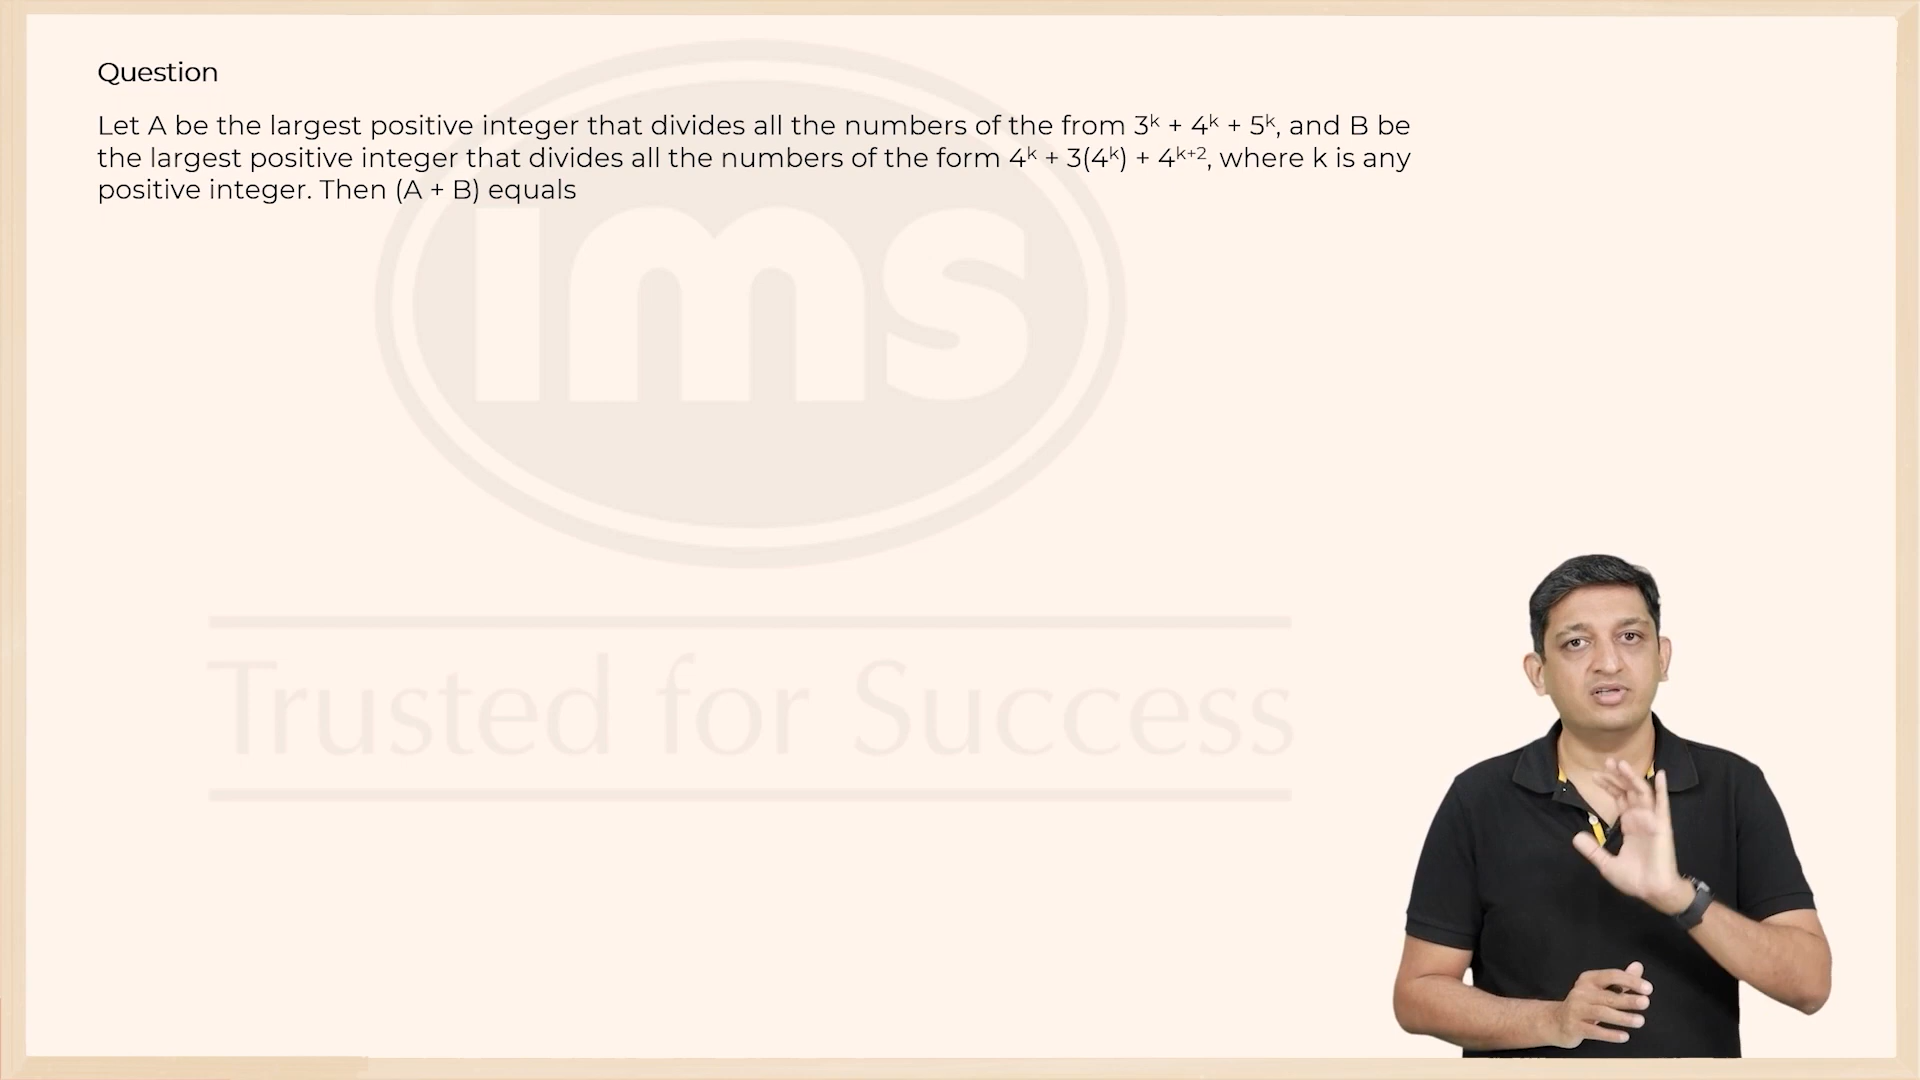 Question
Let A be the largest positive integer that divides all the numbers of the from 3ᵏ + 4ᵏ + 5ᵏ, and B be
the largest positive integer that divides all the numbers of the form 4ᵏ + 3(4ᵏ) + 4ᵏ⁺², where k is any
positive integer. Then (A + B) equals
ims
Trusted for Success